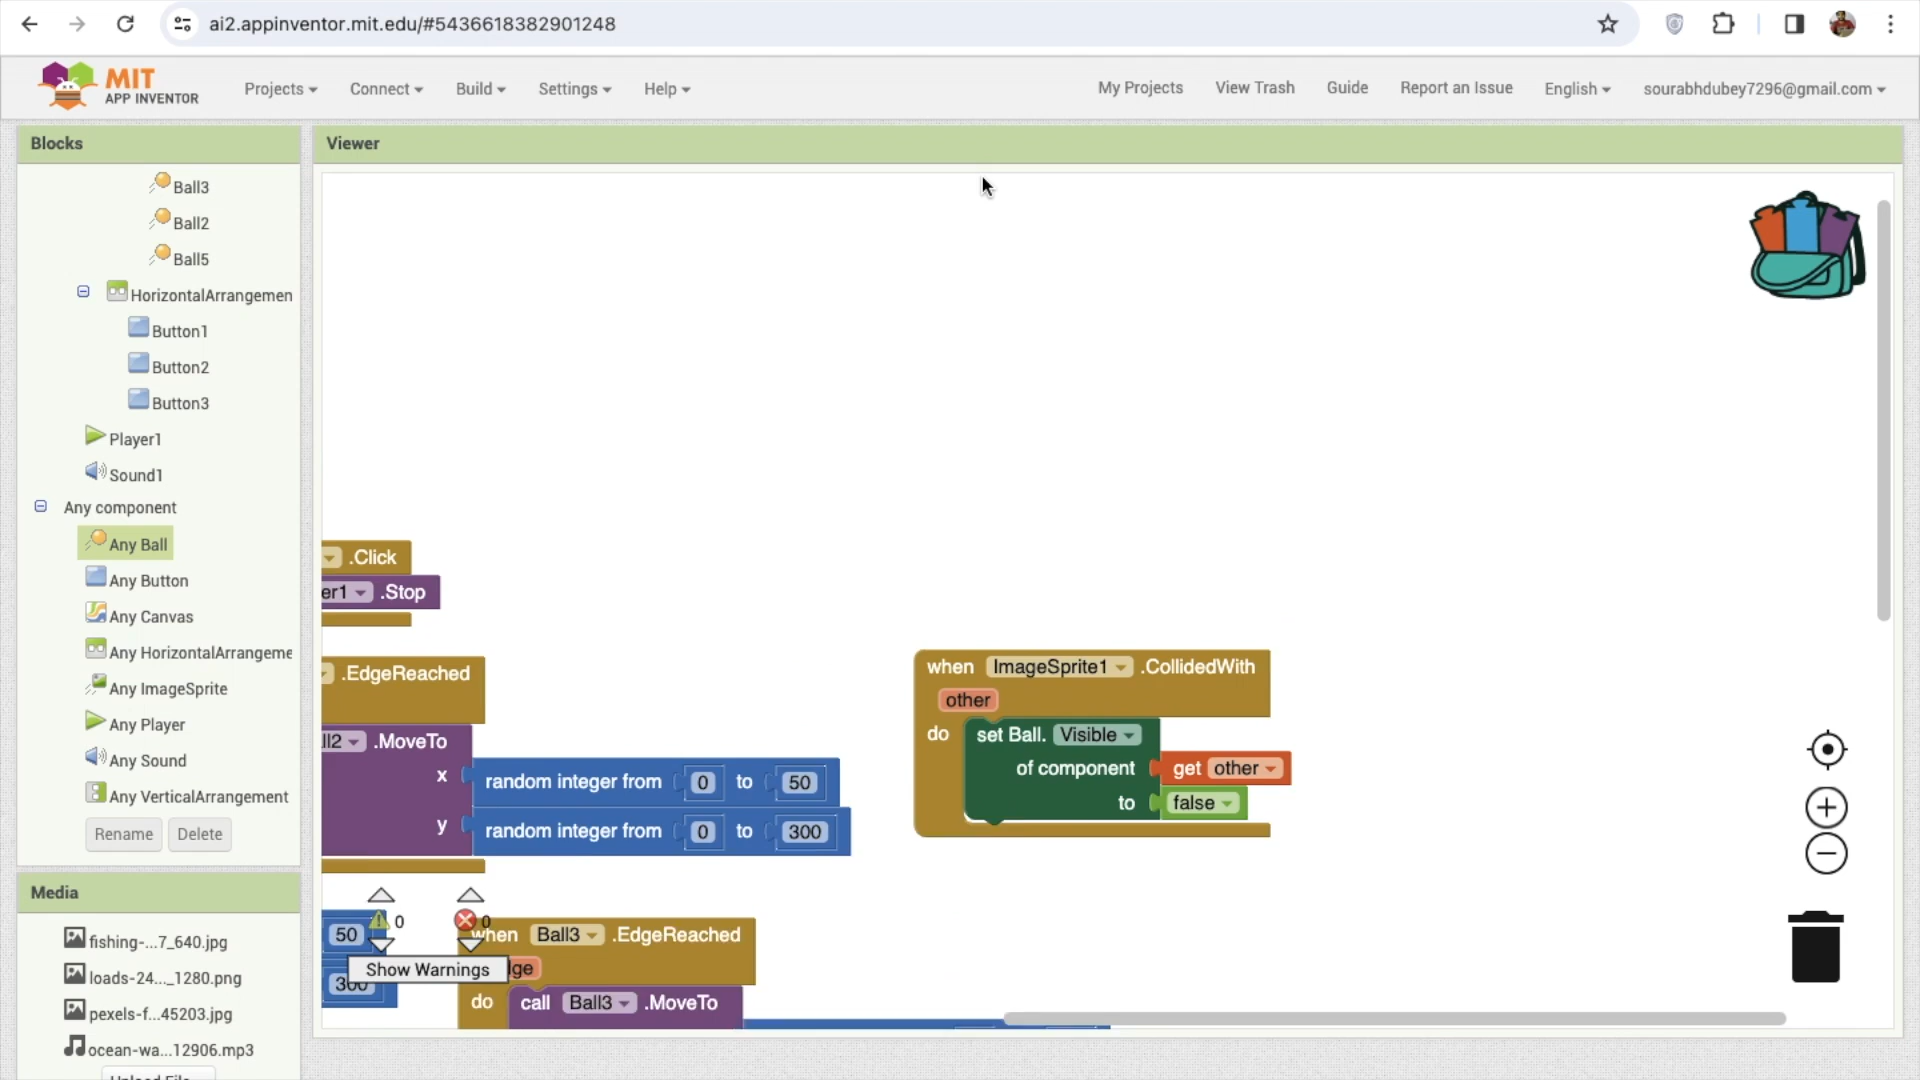 ai2.appinventor.mit.edu/#5436618382901248
MIT
APP INVENTOR
Projects
Connect
Build
Settings
Help
My Projects
View Trash
Guide
Report an Issue
English
sourabhdubey7296@gmail.com
Blocks
Ball3
Ball2
Ball5
HorizontalArrangemen
Button1
Button2
Button3
Player1
Sound1
Any component
Any Ball
Any Button
Any Canvas
Any HorizontalArrangeme
Any ImageSprite
Any Player
Any Sound
Any VerticalArrangement
Rename Delete
Media
fishing-...7_640.jpg
loads-24..._1280.png
pexels-f...45203.jpg
ocean-wa...12906.mp3
Viewer
.Click
er1 .Stop
.EdgeReached
ll2 .MoveTo
x random integer from 0 to 50
y random integer from 0 to 300
when ImageSprite1 .CollidedWith
other
do set Ball. Visible
of component get other
to false
50
300
0 0
Show Warnings
when Ball3 .EdgeReached
dge
do call Ball3 .MoveTo